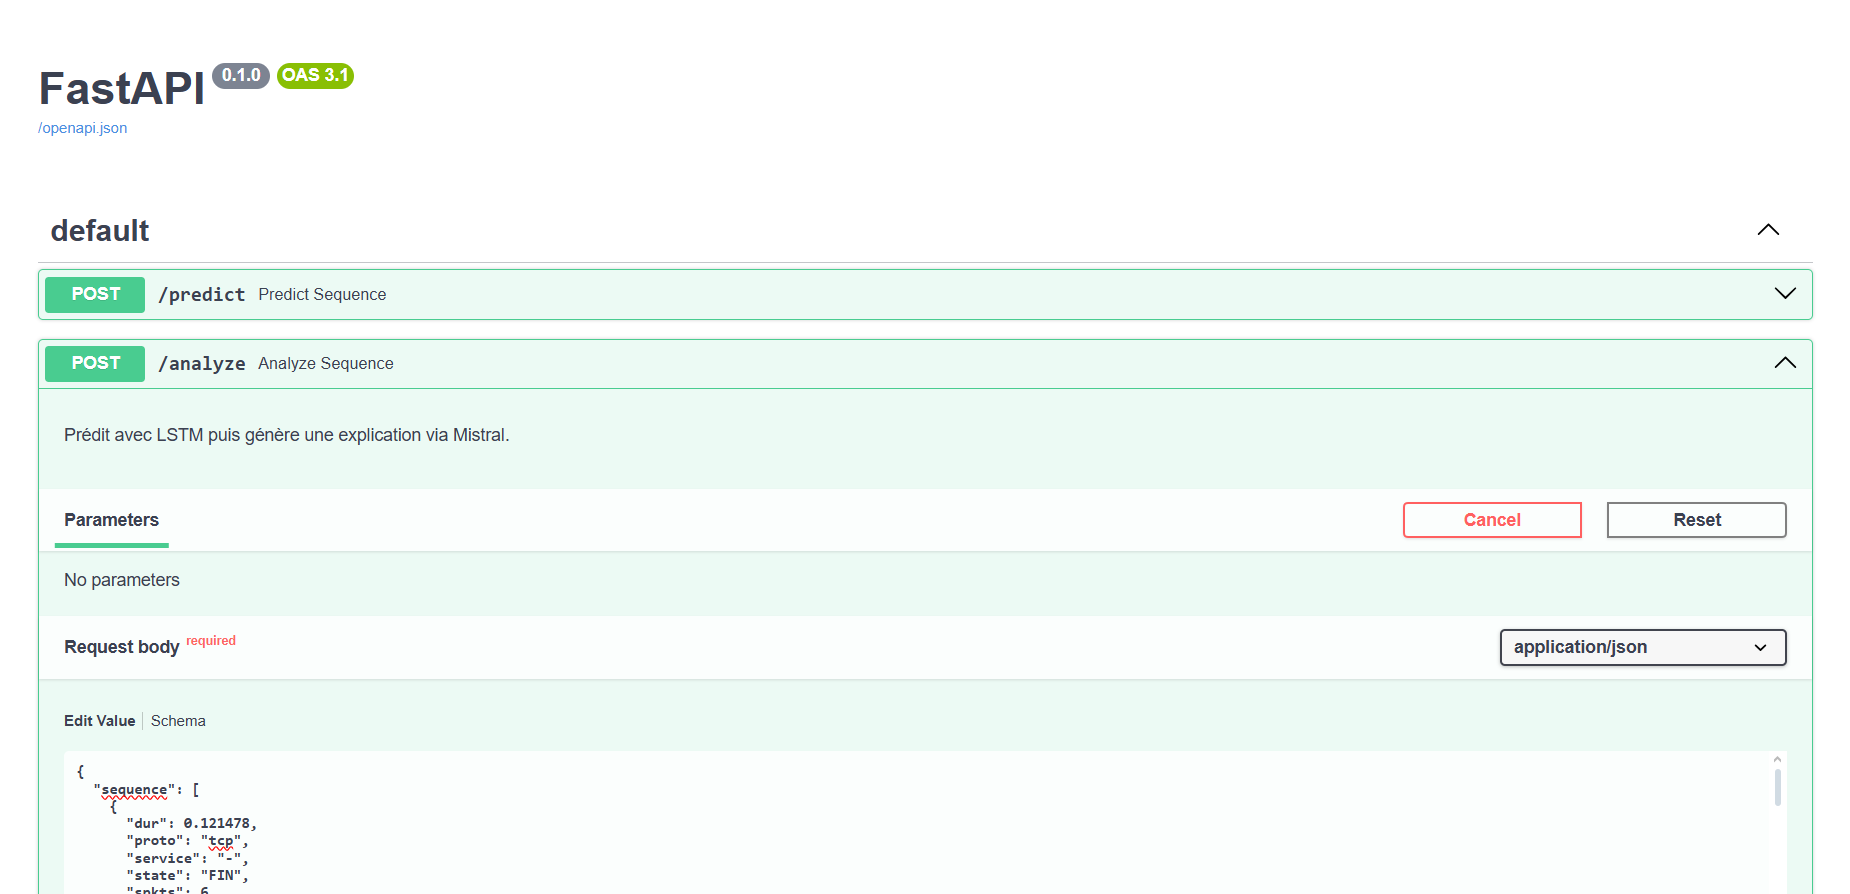 FastAPI 0.1.0 OAS 3.1
/openapi.json
default
POST /predict Predict Sequence
POST /analyze Analyze Sequence
Prédit avec LSTM puis génère une explication via Mistral.
Parameters Cancel Reset
No parameters
Request body required application/json
Edit Value Schema
{
"sequence": [
{
"dur": 0.121478,
"proto": "tcp",
"service": "-",
"state": "FIN",
"spkts": 6